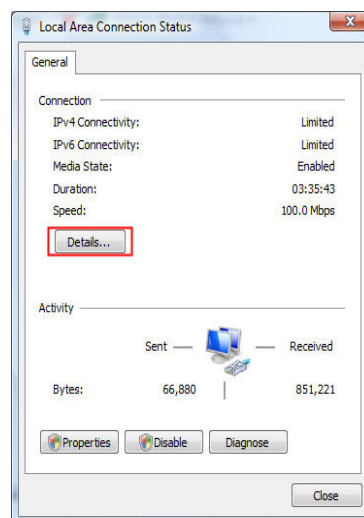 Local Area Connection Status
General
Connection
IPv4 Connectivity: Limited
IPv6 Connectivity: Limited
Media State: Enabled
Duration: 03:35:43
Speed: 100.0 Mbps
Details...
Activity
Sent Received
Bytes: 66,880 851,221
Properties Disable Diagnose
Close